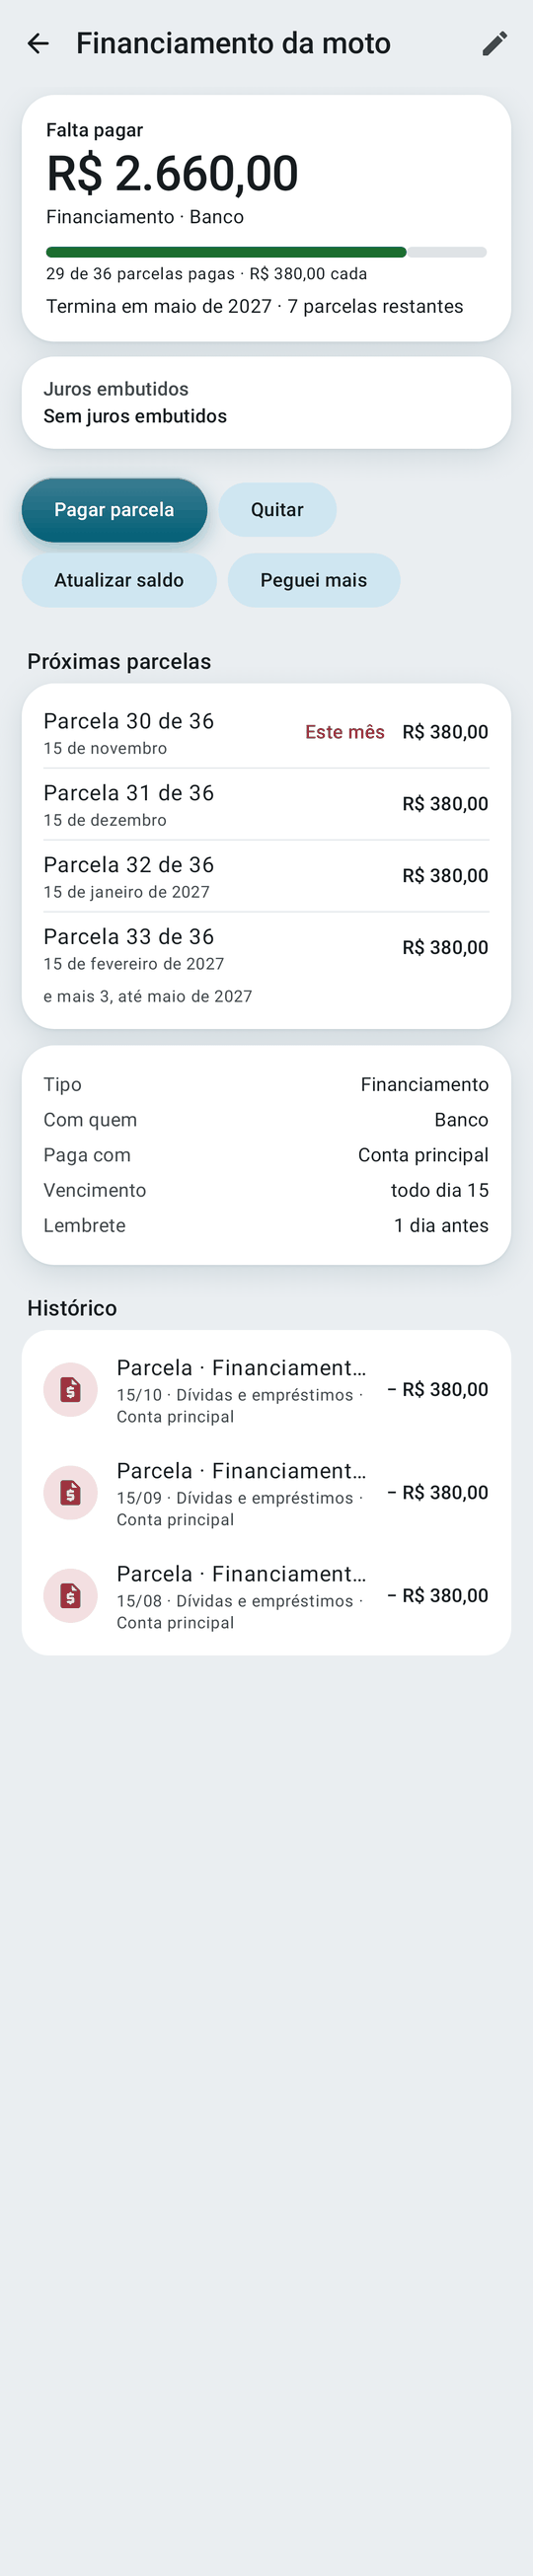 Financiamento da moto
Falta pagar
R$ 2.660,00
Financiamento · Banco
29 de 36 parcelas pagas · R$ 380,00 cada
Termina em maio de 2027 · 7 parcelas restantes
Juros embutidos
Sem juros embutidos
Pagar parcela
Quitar
Atualizar saldo
Peguei mais
Próximas parcelas
Parcela 30 de 36
15 de novembro
Este mês
R$ 380,00
Parcela 31 de 36
15 de dezembro
R$ 380,00
Parcela 32 de 36
15 de janeiro de 2027
R$ 380,00
Parcela 33 de 36
15 de fevereiro de 2027
R$ 380,00
e mais 3, até maio de 2027
Tipo
Financiamento
Com quem
Banco
Paga com
Conta principal
Vencimento
todo dia 15
Lembrete
1 dia antes
Histórico
Parcela · Financiament…
15/10 · Dívidas e empréstimos ·
Conta principal
− R$ 380,00
Parcela · Financiament…
15/09 · Dívidas e empréstimos ·
Conta principal
− R$ 380,00
Parcela · Financiament…
15/08 · Dívidas e empréstimos ·
Conta principal
− R$ 380,00